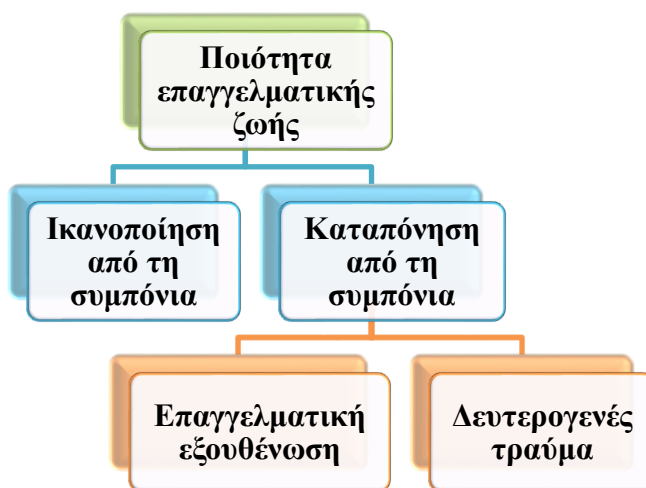 Ποιότητα
επαγγελματικής
ζωής
Ικανοποίηση
από τη
συμπόνια
Καταπόνηση
από τη
συμπόνια
Επαγγελματική
εξουθένωση
Δευτερογενές
τραύμα